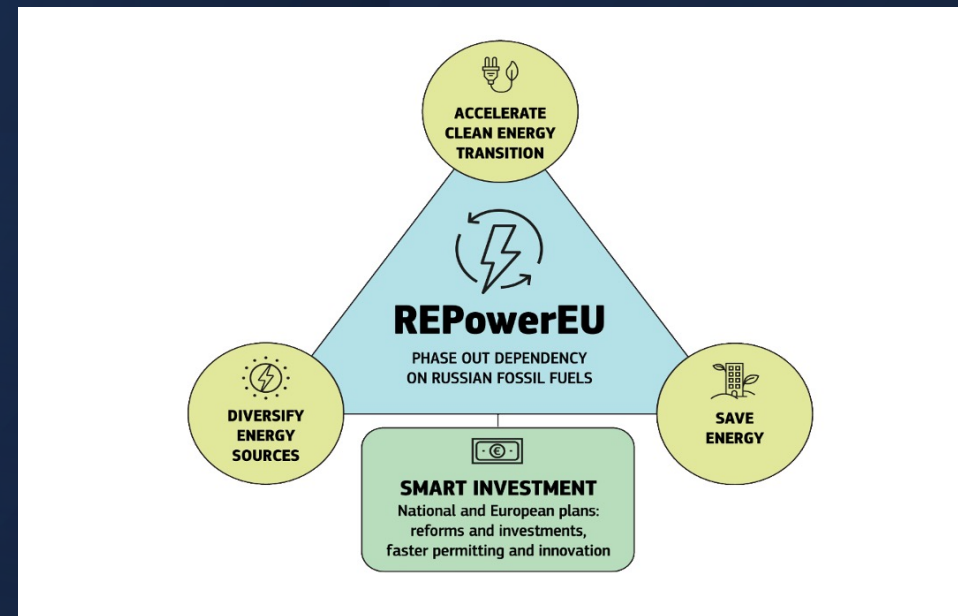 ACCELERATE
CLEAN ENERGY
TRANSITION
REPowerEU
PHASE OUT DEPENDENCY
ON RUSSIAN FOSSIL FUELS
DIVERSIFY
ENERGY
SOURCES
SAVE
ENERGY
€
SMART INVESTMENT
National and European plans:
reforms and investments,
faster permitting and innovation